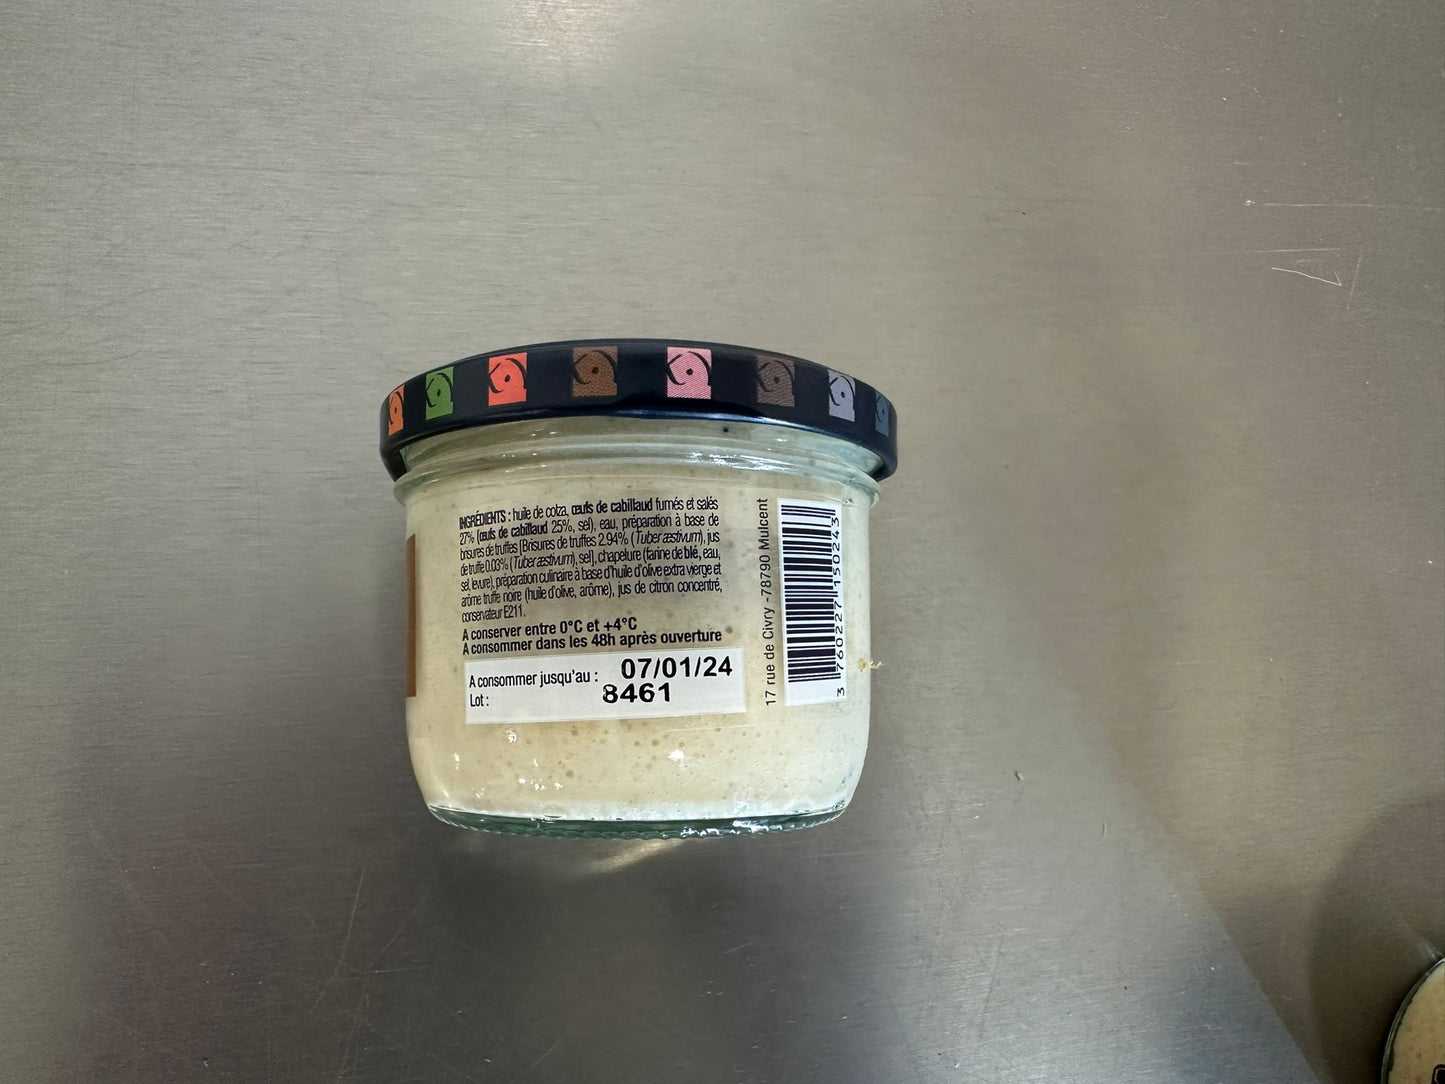 INGRÉDIENTS : huile de colza, œufs de cabillaud fumés et salés
27% (œufs de cabillaud 25%, sel), eau, préparation à base de
brisures de truffes [Brisures de truffes 2.94% (Tuber æstivum), jus
de truffe 0.03% (Tuber æstivum), sel], chapelure (farine de blé, eau,
sel, levure), préparation culinaire à base d'huile d'olive extra vierge et
arôme truffe noire (huile d'olive, arôme), jus de citron concentré,
conservateur E211.
A conserver entre 0°C et +4°C
A consommer dans les 48h après ouverture
A consommer jusqu'au : 07/01/24
Lot : 8461
17 rue de Civry - 78790 Mulcent
3 760227 150243